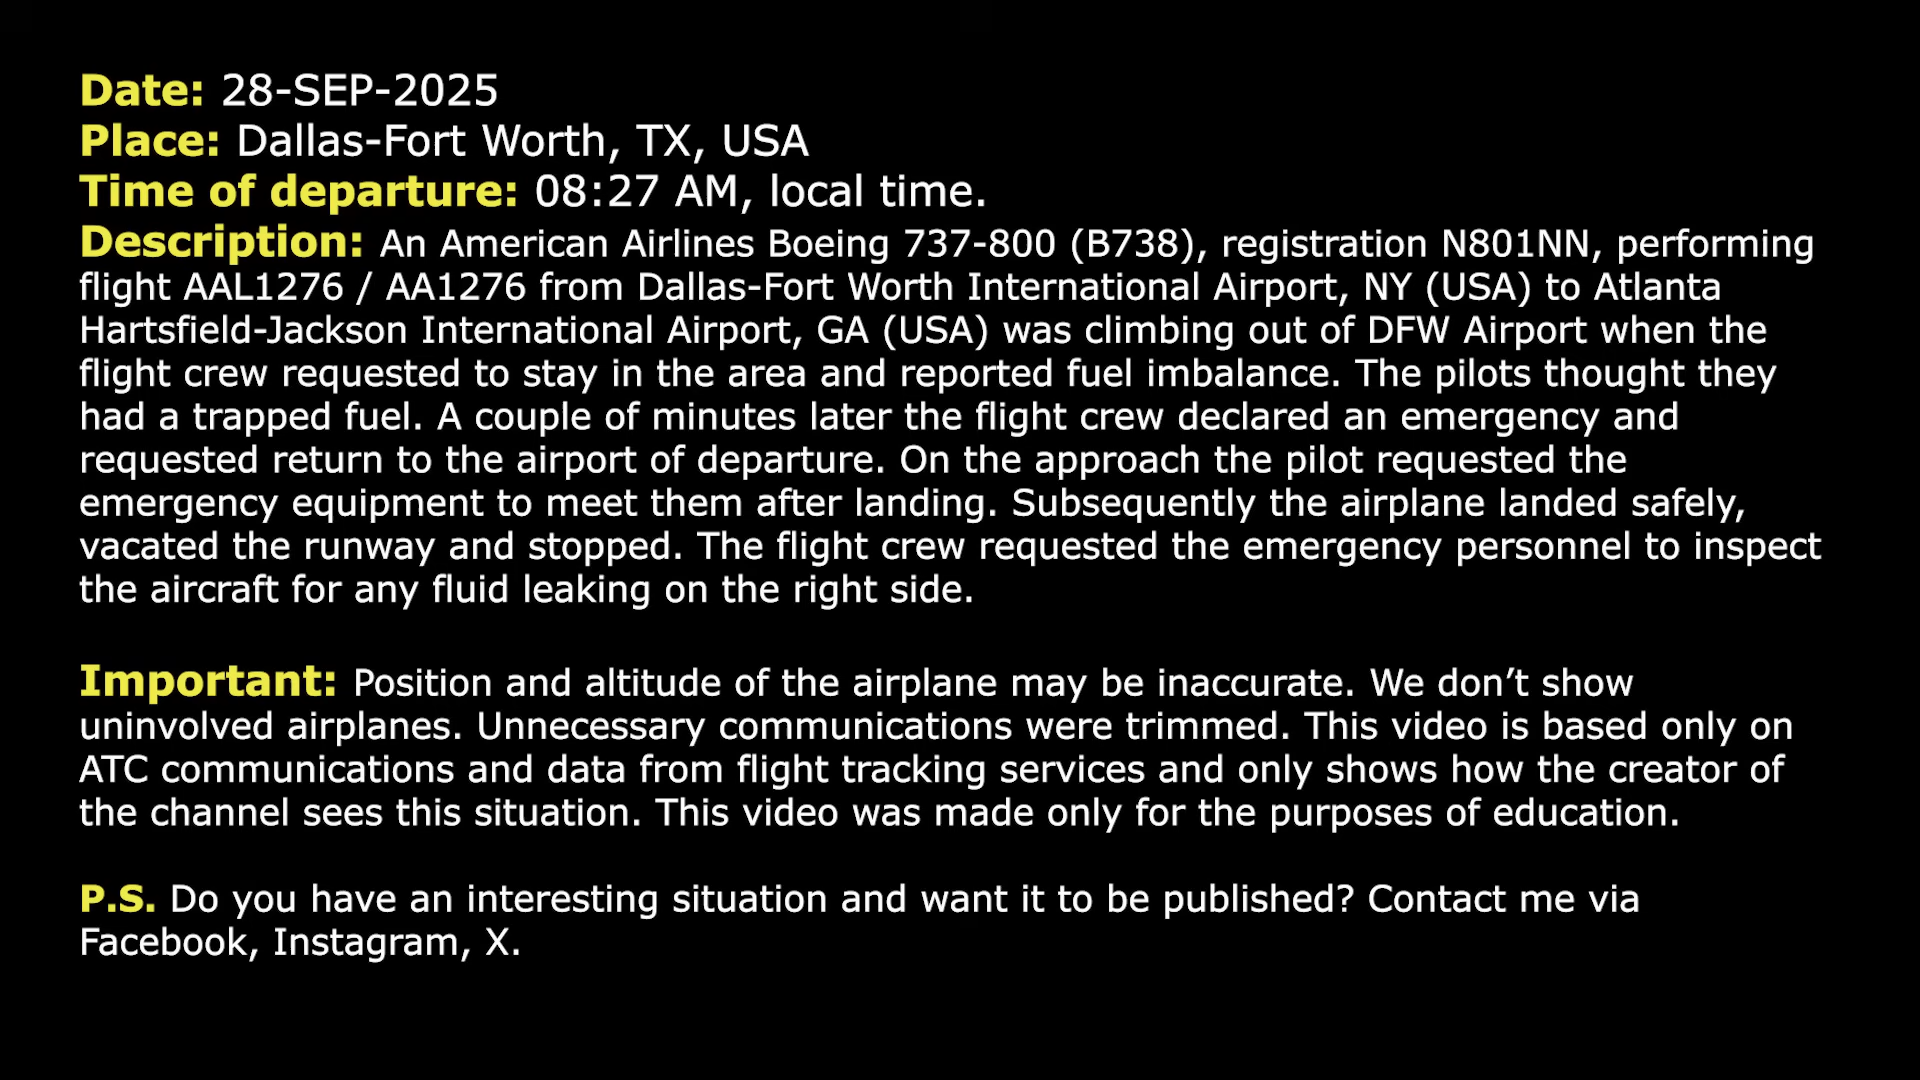 Date: 28-SEP-2025
Place: Dallas-Fort Worth, TX, USA
Time of departure: 08:27 AM, local time.
Description: An American Airlines Boeing 737-800 (B738), registration N801NN, performing
flight AAL1276 / AA1276 from Dallas-Fort Worth International Airport, NY (USA) to Atlanta
Hartsfield-Jackson International Airport, GA (USA) was climbing out of DFW Airport when the
flight crew requested to stay in the area and reported fuel imbalance. The pilots thought they
had a trapped fuel. A couple of minutes later the flight crew declared an emergency and
requested return to the airport of departure. On the approach the pilot requested the
emergency equipment to meet them after landing. Subsequently the airplane landed safely,
vacated the runway and stopped. The flight crew requested the emergency personnel to inspect
the aircraft for any fluid leaking on the right side.
Important: Position and altitude of the airplane may be inaccurate. We don’t show
uninvolved airplanes. Unnecessary communications were trimmed. This video is based only on
ATC communications and data from flight tracking services and only shows how the creator of
the channel sees this situation. This video was made only for the purposes of education.
P.S. Do you have an interesting situation and want it to be published? Contact me via
Facebook, Instagram, X.